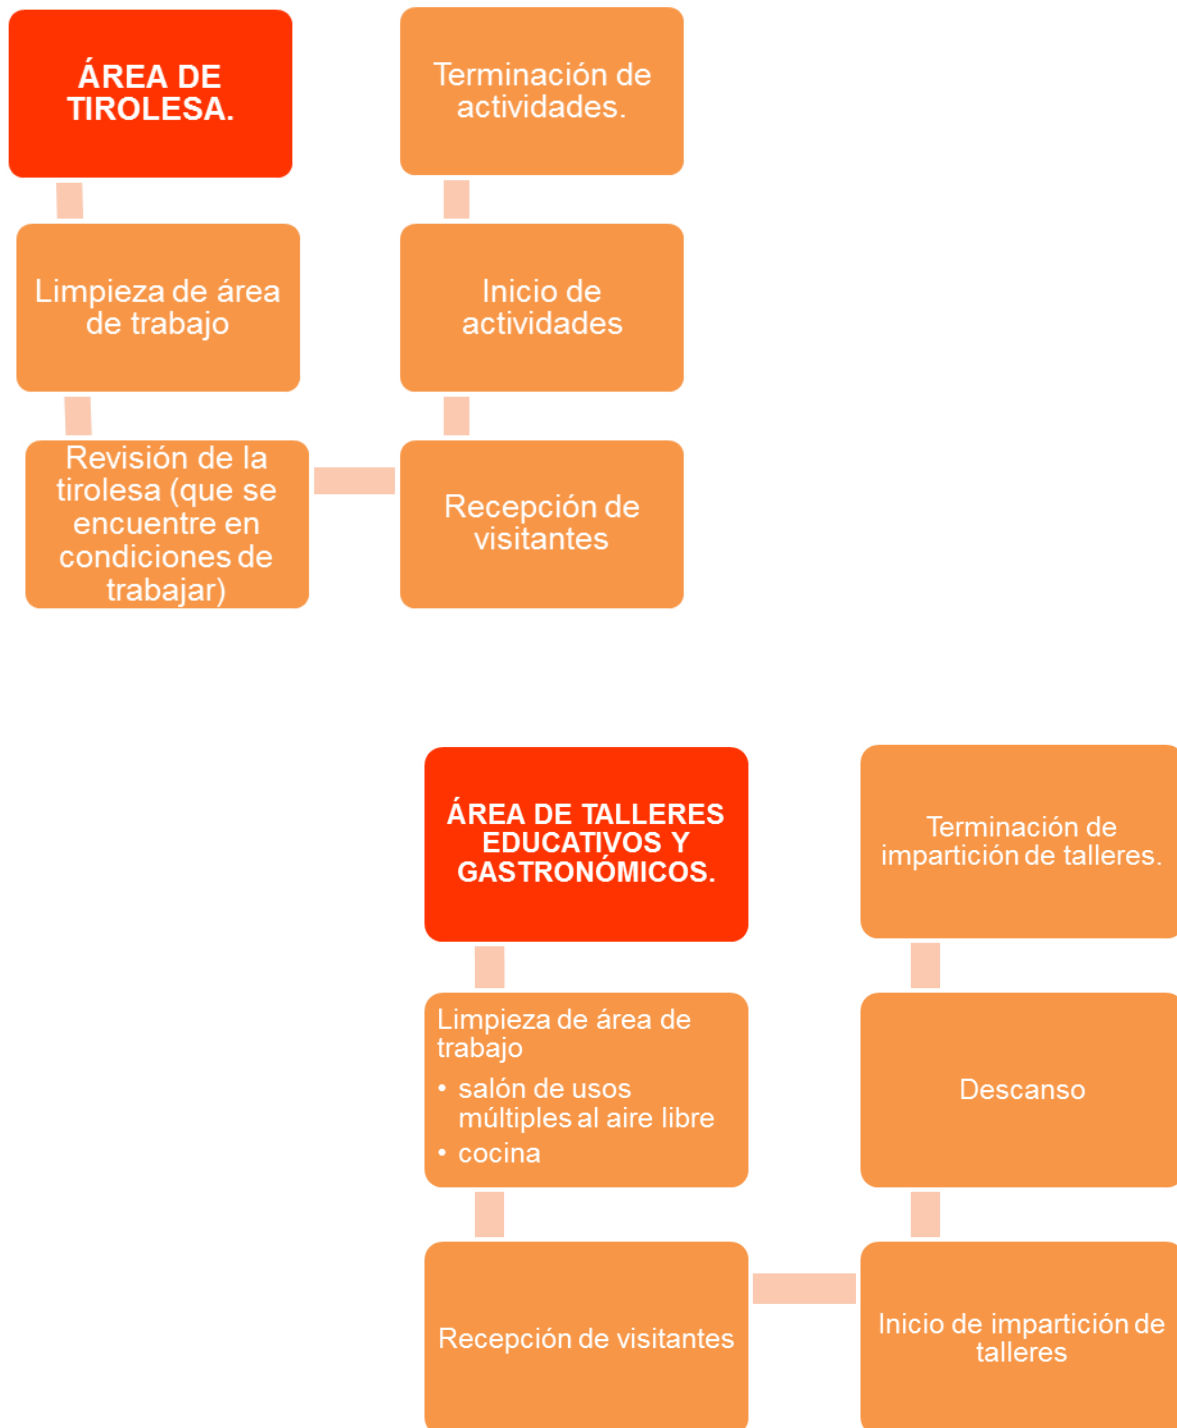 ÁREA DE
TIROLESA.
Limpieza de área
de trabajo
Revisión de la
tirolesa (que se
encuentre en
condiciones de
trabajar)
Recepción de
visitantes
Inicio de
actividades
Terminación de
actividades.
ÁREA DE TALLERES
EDUCATIVOS Y
GASTRONÓMICOS.
Limpieza de área de
trabajo
• salón de usos
múltiples al aire libre
• cocina
Recepción de visitantes
Inicio de impartición de
talleres
Descanso
Terminación de
impartición de talleres.